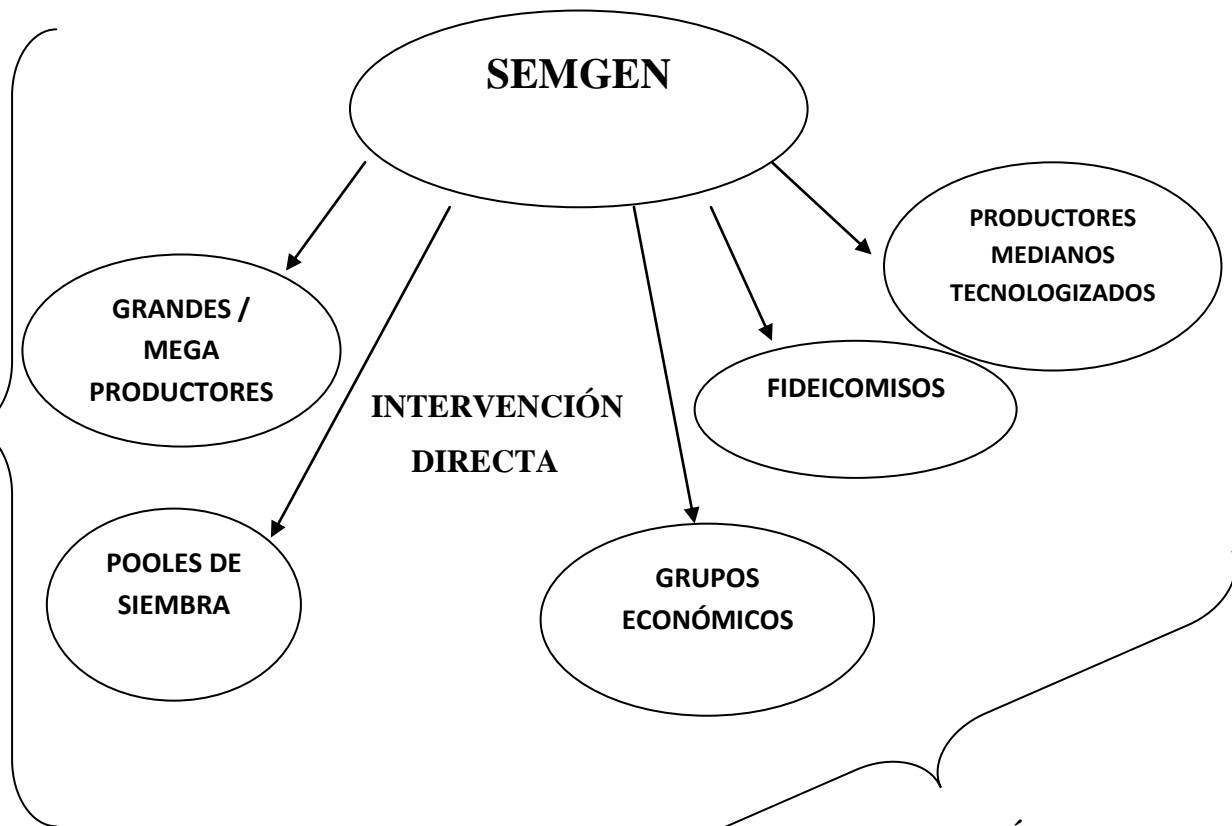 SEMGEN
PRODUCTORES
MEDIANOS
TECNOLOGIZADOS
GRANDES /
MEGA
PRODUCTORES
FIDEICOMISOS
INTERVENCIÓN
DIRECTA
POOLES DE
SIEMBRA
GRUPOS
ECONÓMICOS